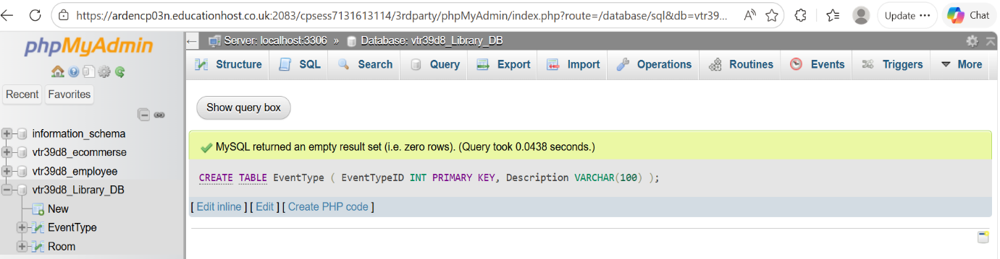 https://ardencp03n.educationhost.co.uk:2083/cpsess7131613114/3rdparty/phpMyAdmin/index.php?route=/database/sql&db=vtr39...
Update ...
Chat
phpMyAdmin
Recent Favorites
information_schema
vtr39d8_ecommerse
vtr39d8_employee
vtr39d8_Library_DB
New
EventType
Room
Server: localhost:3306 » Database: vtr39d8_Library_DB
Structure SQL Search Query Export Import Operations Routines Events Triggers More
Show query box
MySQL returned an empty result set (i.e. zero rows). (Query took 0.0438 seconds.)
CREATE TABLE EventType ( EventTypeID INT PRIMARY KEY, Description VARCHAR(100) );
[ Edit inline ] [ Edit ] [ Create PHP code ]